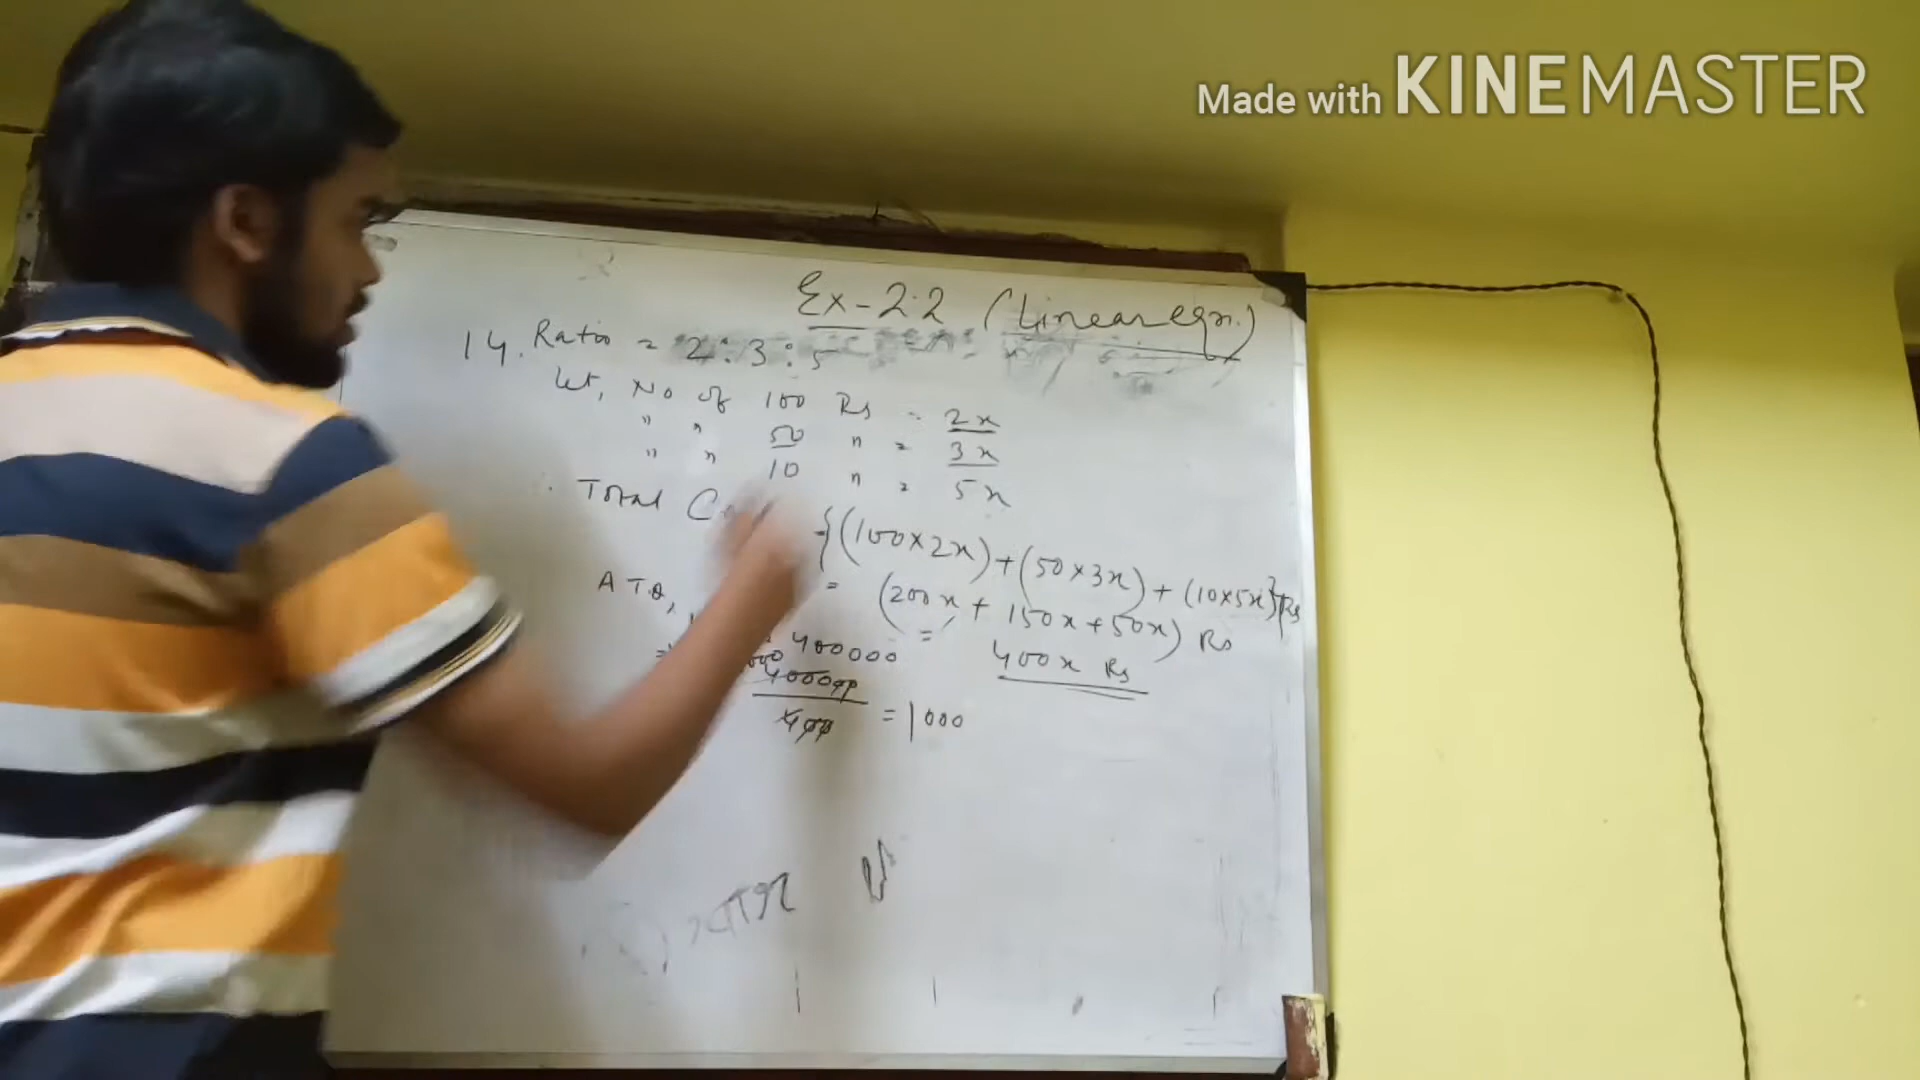 Made with KINEMASTER
Ex-2.2 (Linear eqn.)
14. Ratio = 2:3:5
Let, No of 100 Rs = 2x
" " 50 " = 3x
" " 10 " = 5x
Total {(100×2x)+(50×3x)+(10×5x)}Rs
= (200x + 150x+50x) Rs
= 400x Rs
ATQ,
400000
400000
400 = 1000